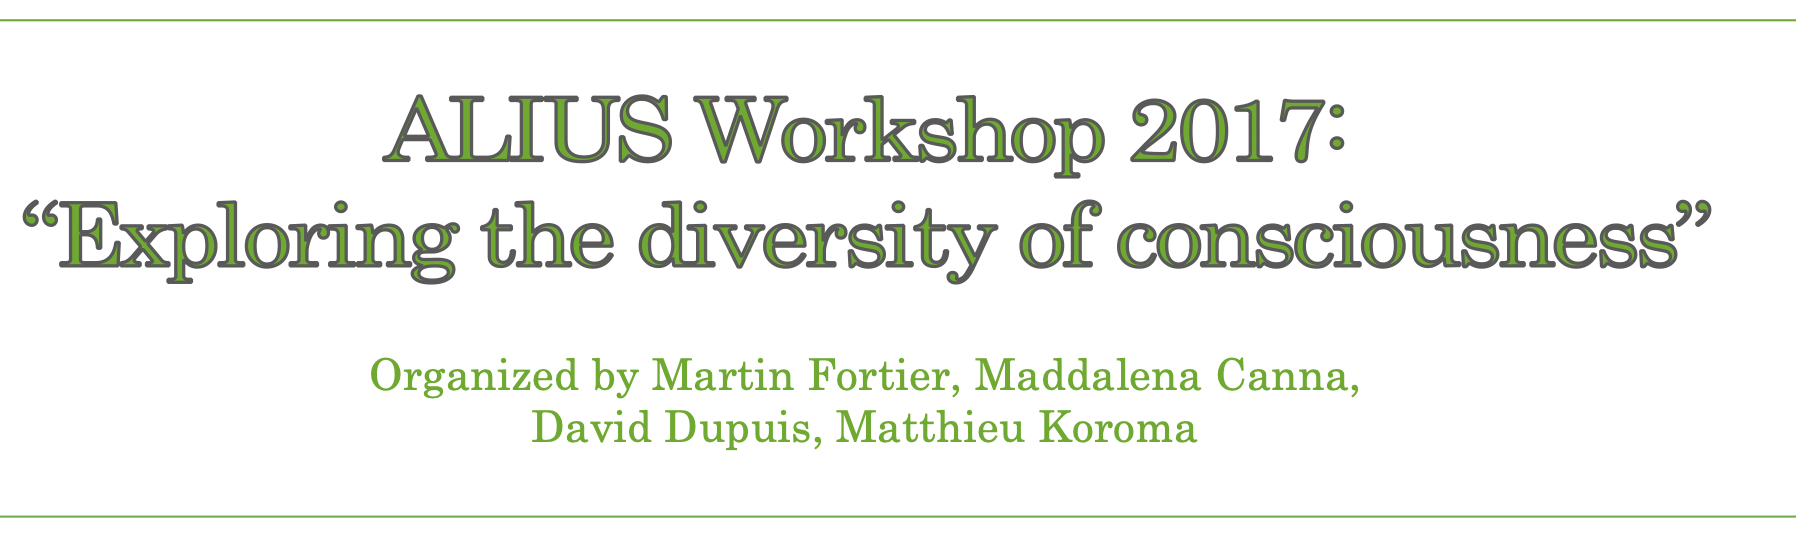 ALIUS Workshop 2017:
“Exploring the diversity of consciousness”
Organized by Martin Fortier, Maddalena Canna,
David Dupuis, Matthieu Koroma